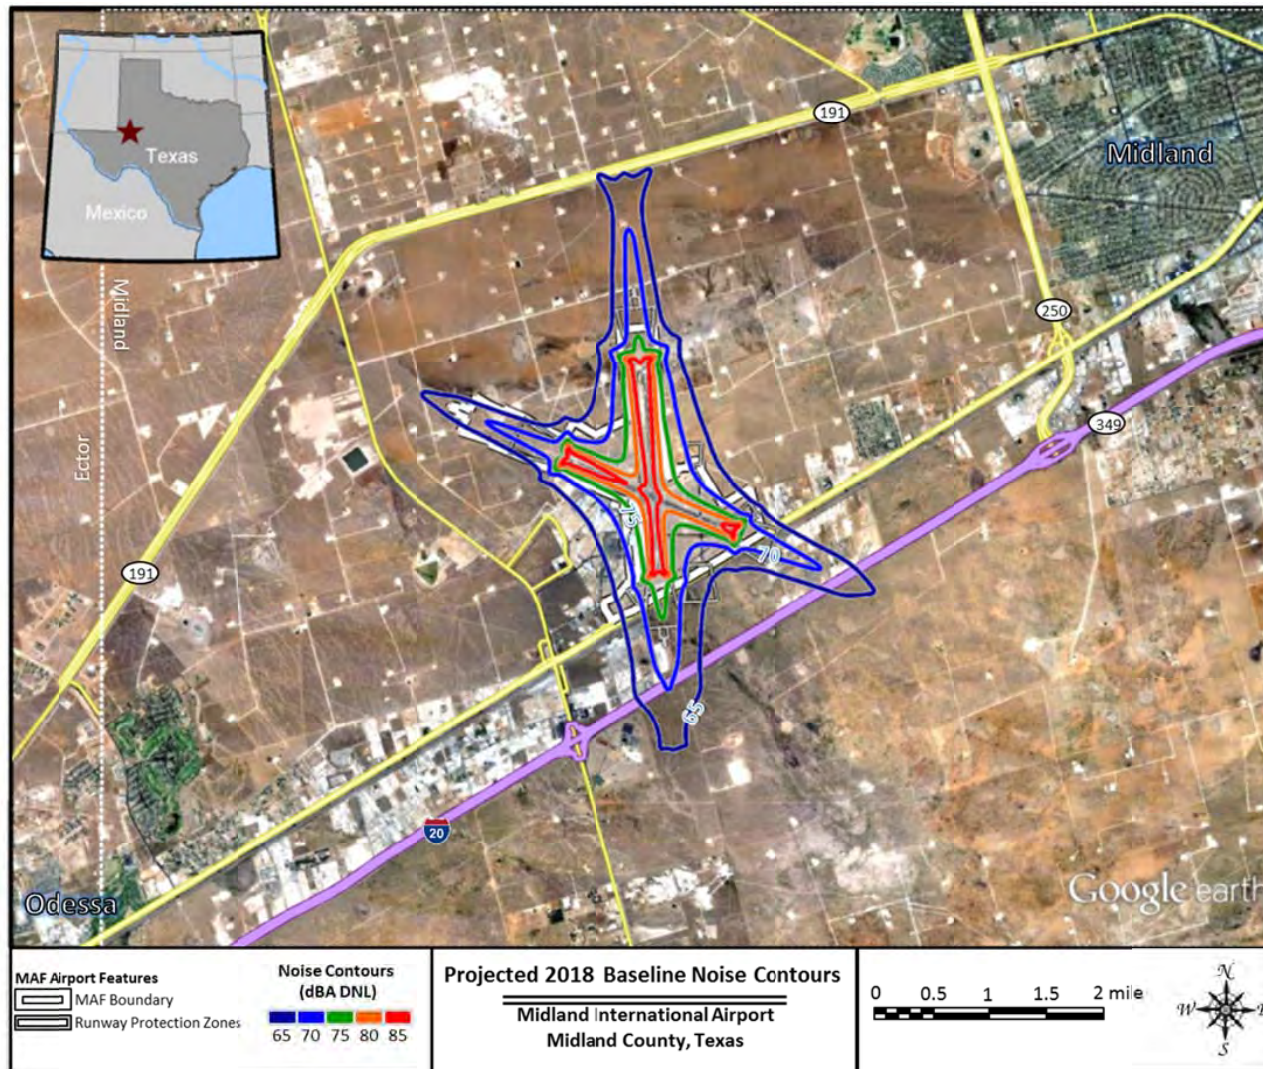 Texas
Mexico
191
Midland
Midland
250
Ector
349
75
70
191
65
20
Odessa
Google earth
MAF Airport Features
MAF Boundary
Runway Protection Zones
Noise Contours
(dBA DNL)
65 70 75 80 85
Projected 2018 Baseline Noise Contours
Midland International Airport
Midland County, Texas
0 0.5 1 1.5 2 mile
N
W
S